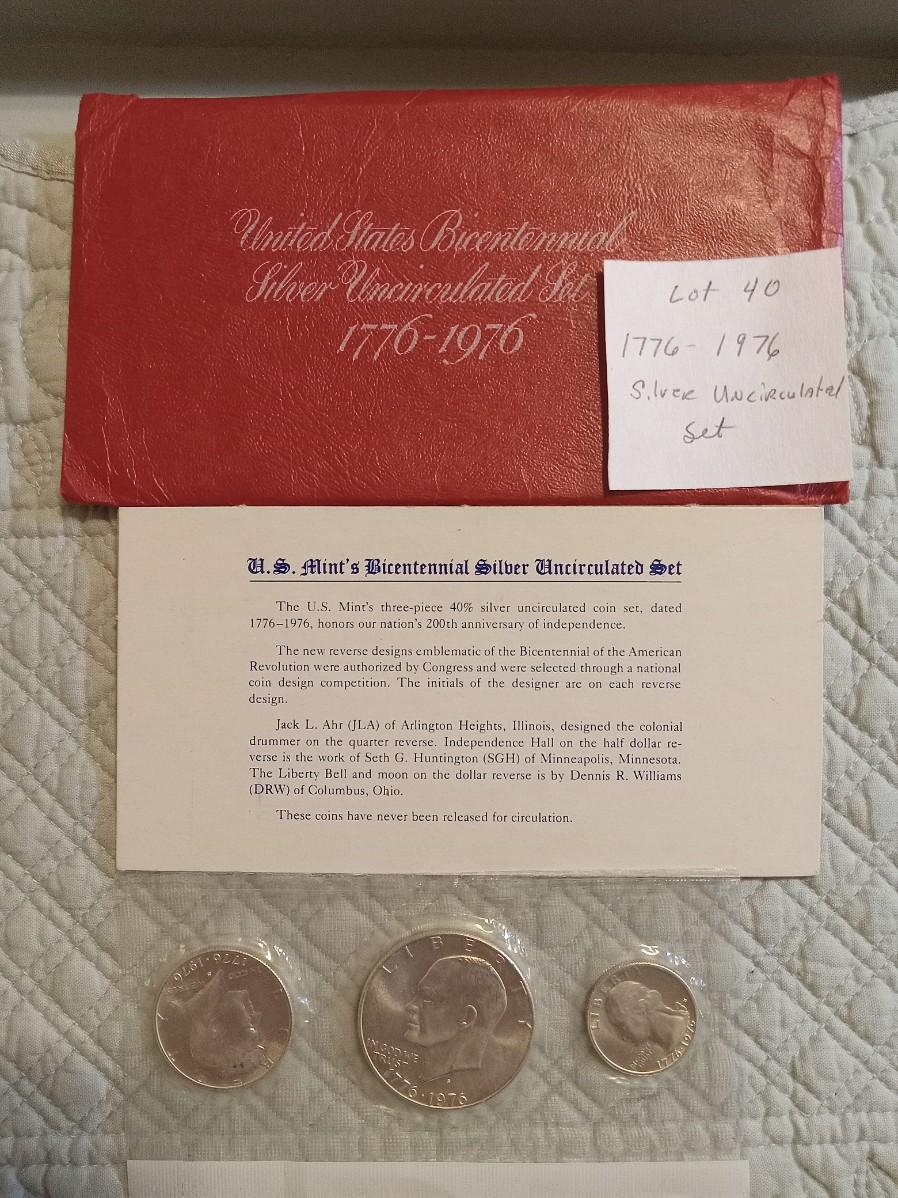 United States Bicentennial
Silver Uncirculated Set
1776-1976
Lot 40
1776- 1976
Silver Uncirculated
Set
U.S. Mint's Bicentennial Silver Uncirculated Set
The U.S. Mint's three-piece 40% silver uncirculated coin set, dated
1776–1976, honors our nation's 200th anniversary of independence.
The new reverse designs emblematic of the Bicentennial of the American
Revolution were authorized by Congress and were selected through a national
coin design competition. The initials of the designer are on each reverse
design.
Jack L. Ahr (JLA) of Arlington Heights, Illinois, designed the colonial
drummer on the quarter reverse. Independence Hall on the half dollar re-
verse is the work of Seth G. Huntington (SGH) of Minneapolis, Minnesota.
The Liberty Bell and moon on the dollar reverse is by Dennis R. Williams
(DRW) of Columbus, Ohio.
These coins have never been released for circulation.
1776·1976
LIBERTY
IN GOD WE
TRUST
1776·1976
LIBERTY
1776-1976